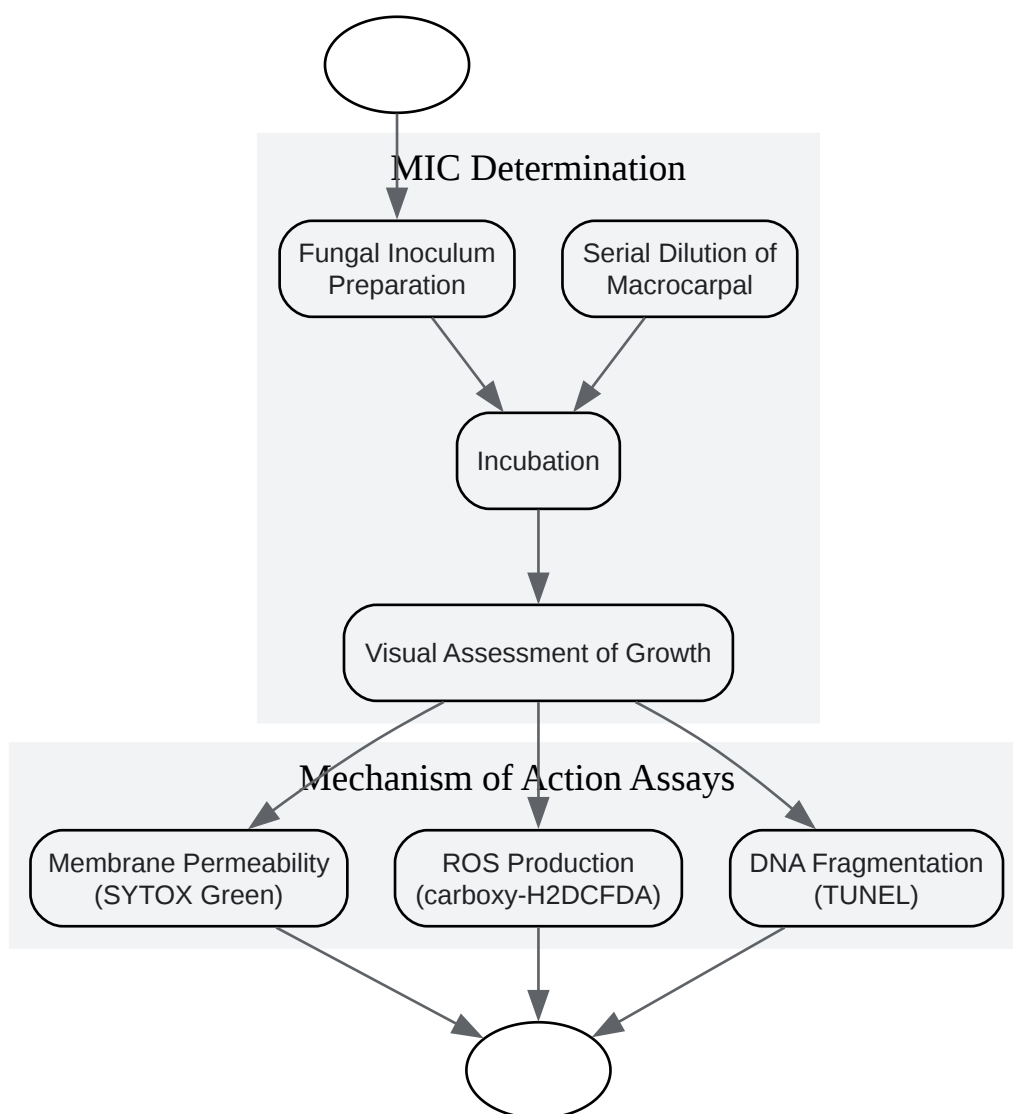 MIC Determination
Fungal Inoculum
Preparation
Serial Dilution of
Macrocarpal
Incubation
Visual Assessment of Growth
Mechanism of Action Assays
Membrane Permeability
(SYTOX Green)
ROS Production
(carboxy-H2DCFDA)
DNA Fragmentation
(TUNEL)